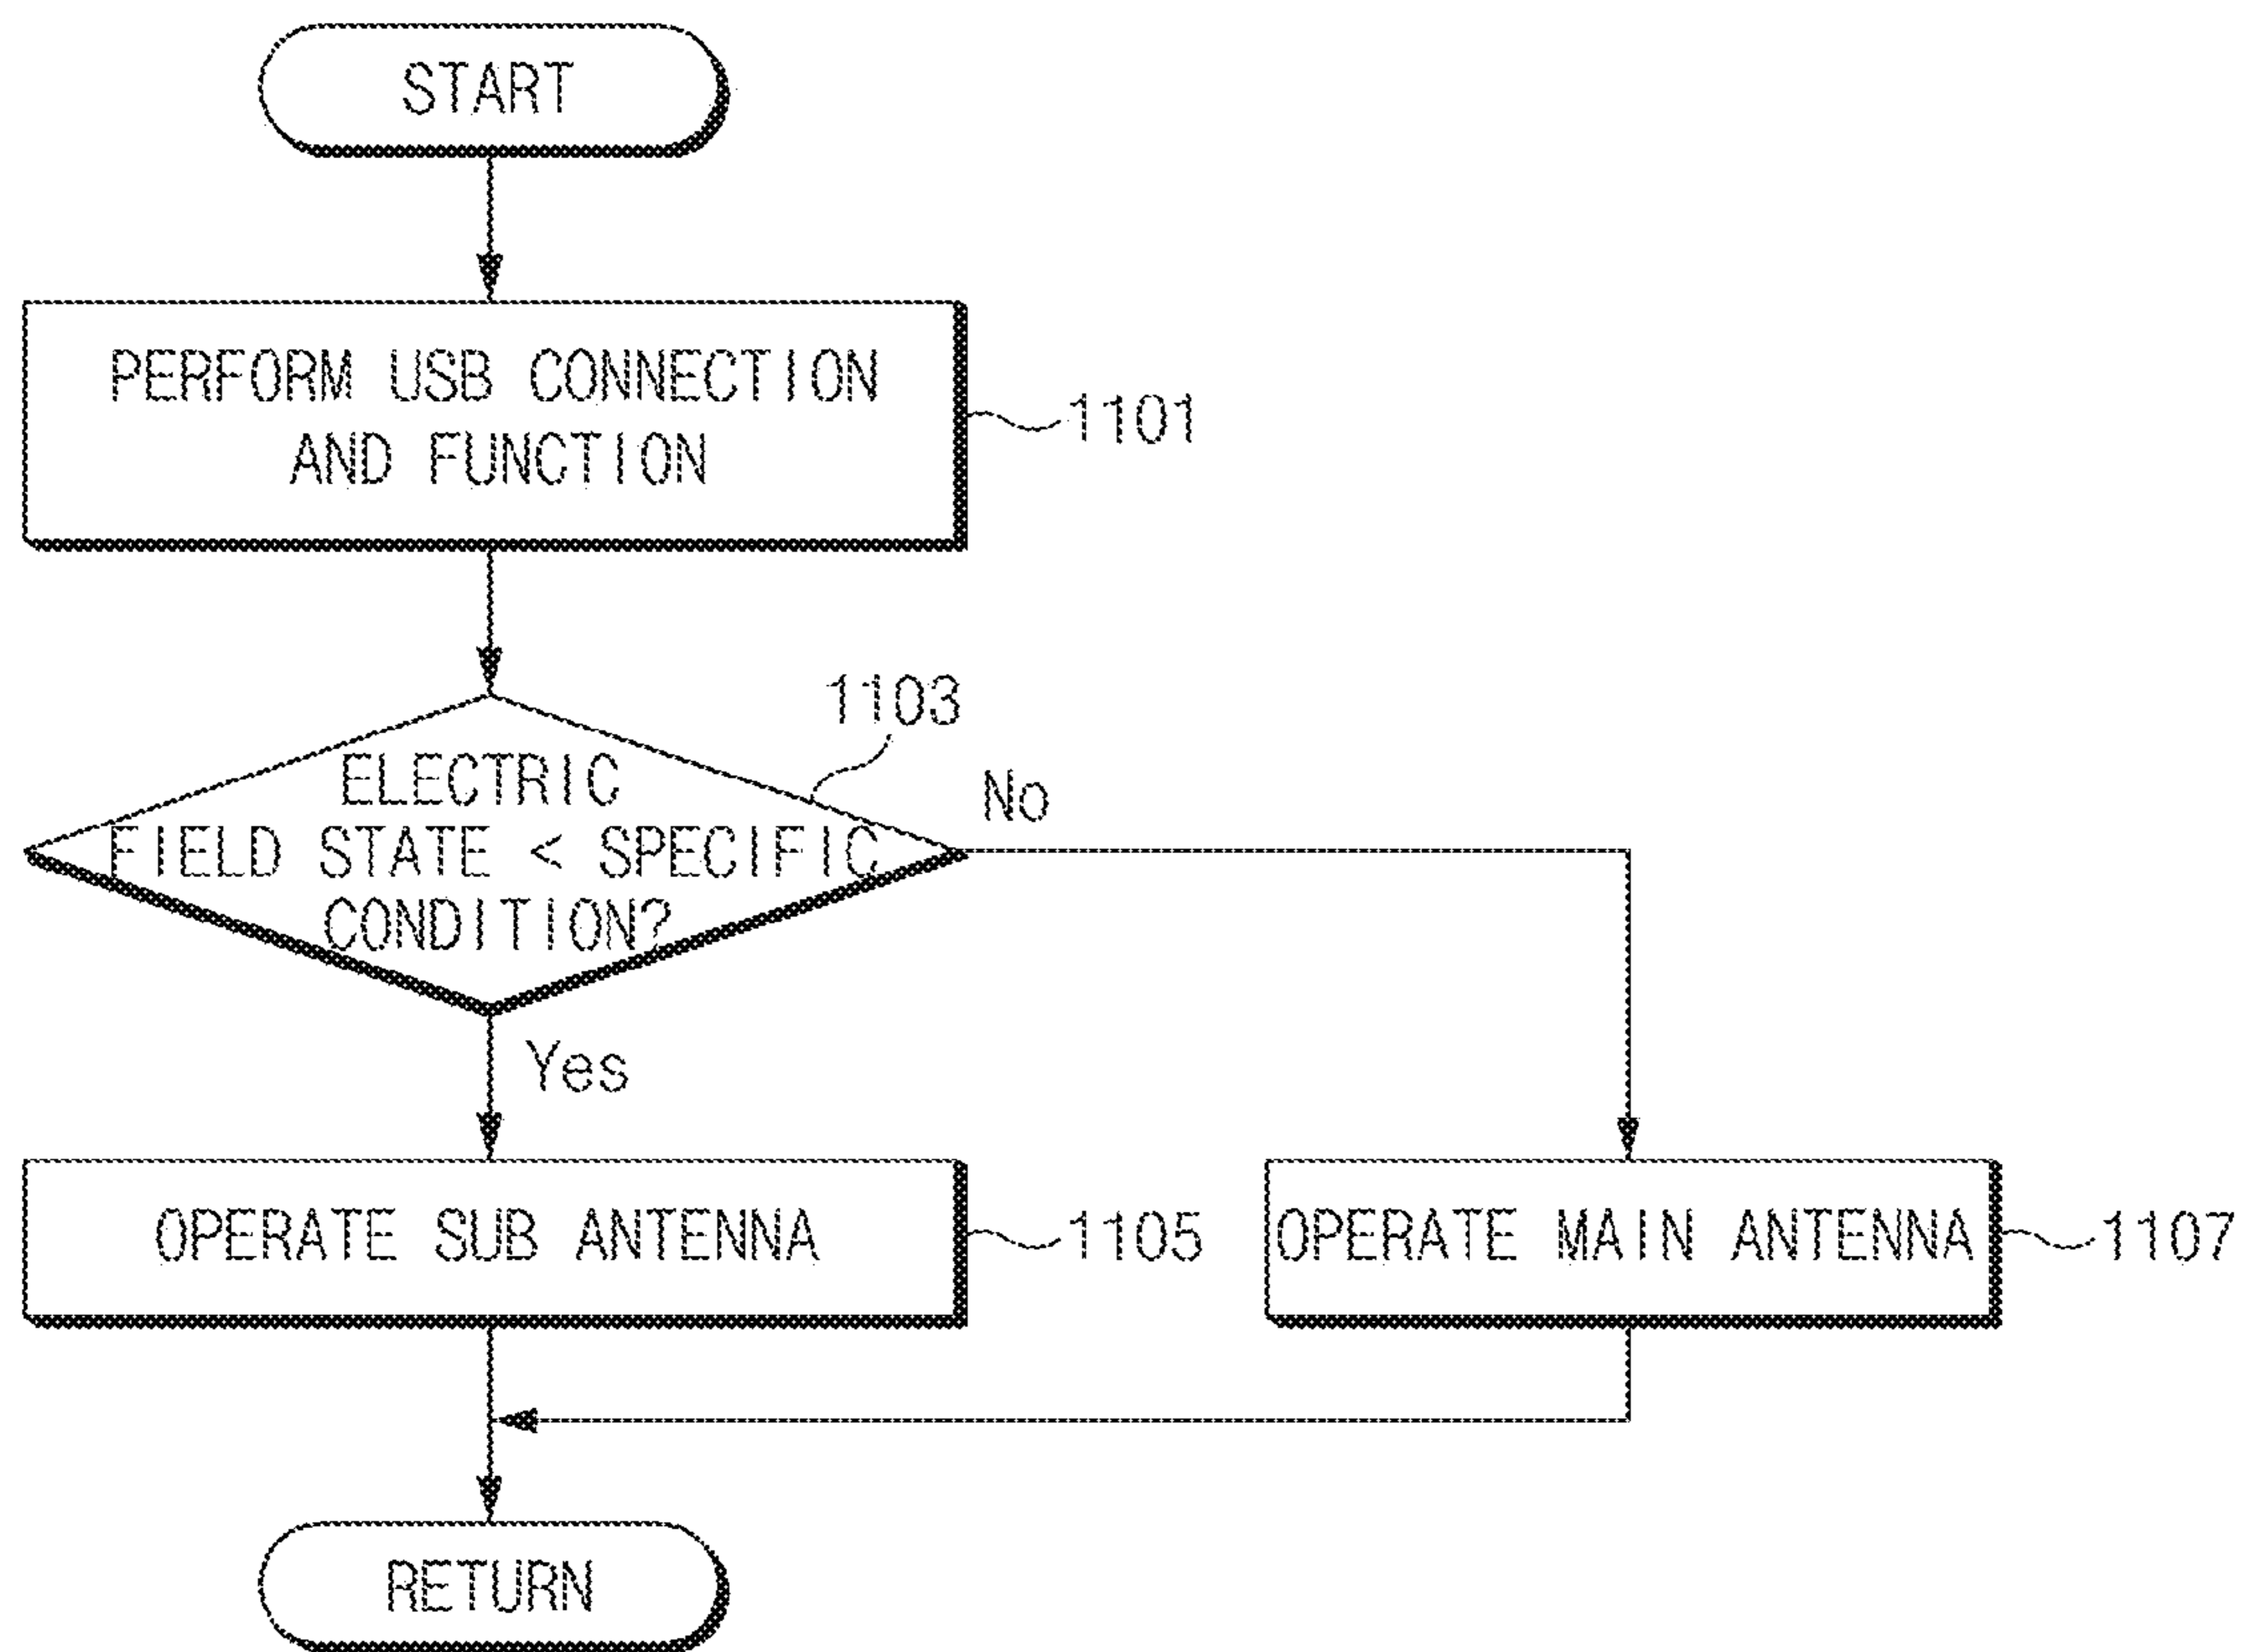 START
PERFORM USB CONNECTION
AND FUNCTION
1101
1103
ELECTRIC
FIELD STATE < SPECIFIC
CONDITION?
No
Yes
OPERATE SUB ANTENNA
1105
OPERATE MAIN ANTENNA
1107
RETURN